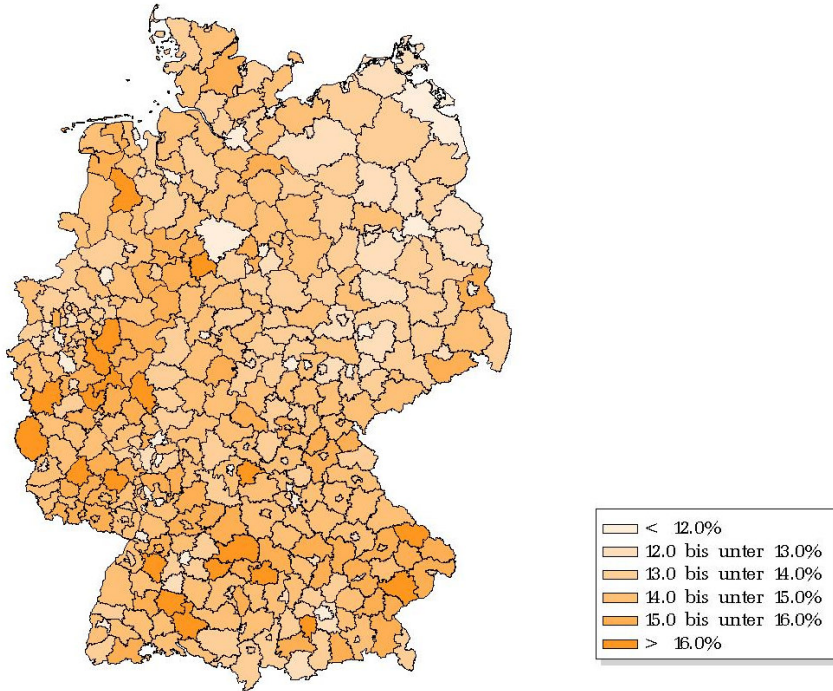 < 12.0%
12.0 bis unter 13.0%
13.0 bis unter 14.0%
14.0 bis unter 15.0%
15.0 bis unter 16.0%
> 16.0%